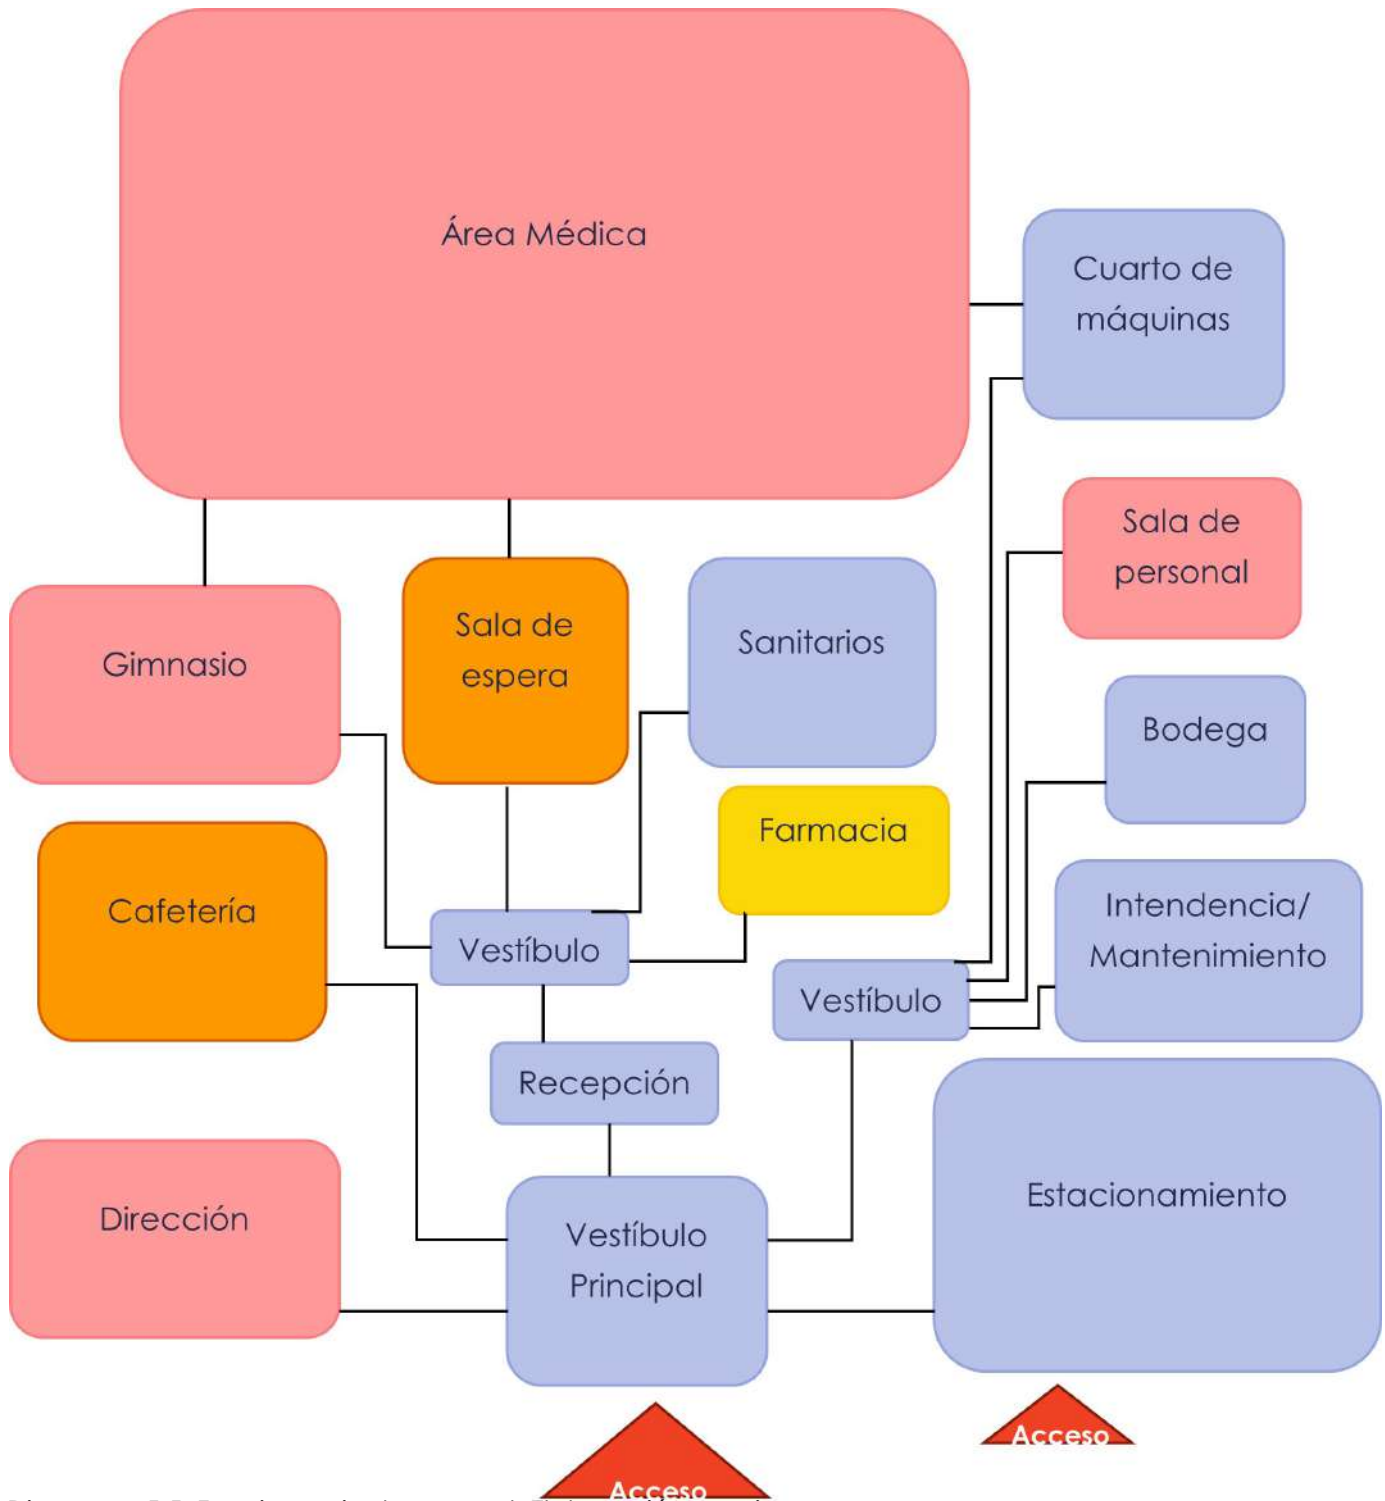 Área Médica
Cuarto de
máquinas
Sala de
personal
Sala de
espera
Sanitarios
Gimnasio
Bodega
Farmacia
Cafetería
Intendencia/
Mantenimiento
Vestíbulo
Vestíbulo
Recepción
Dirección
Vestíbulo
Principal
Estacionamiento
Acceso
Acceso